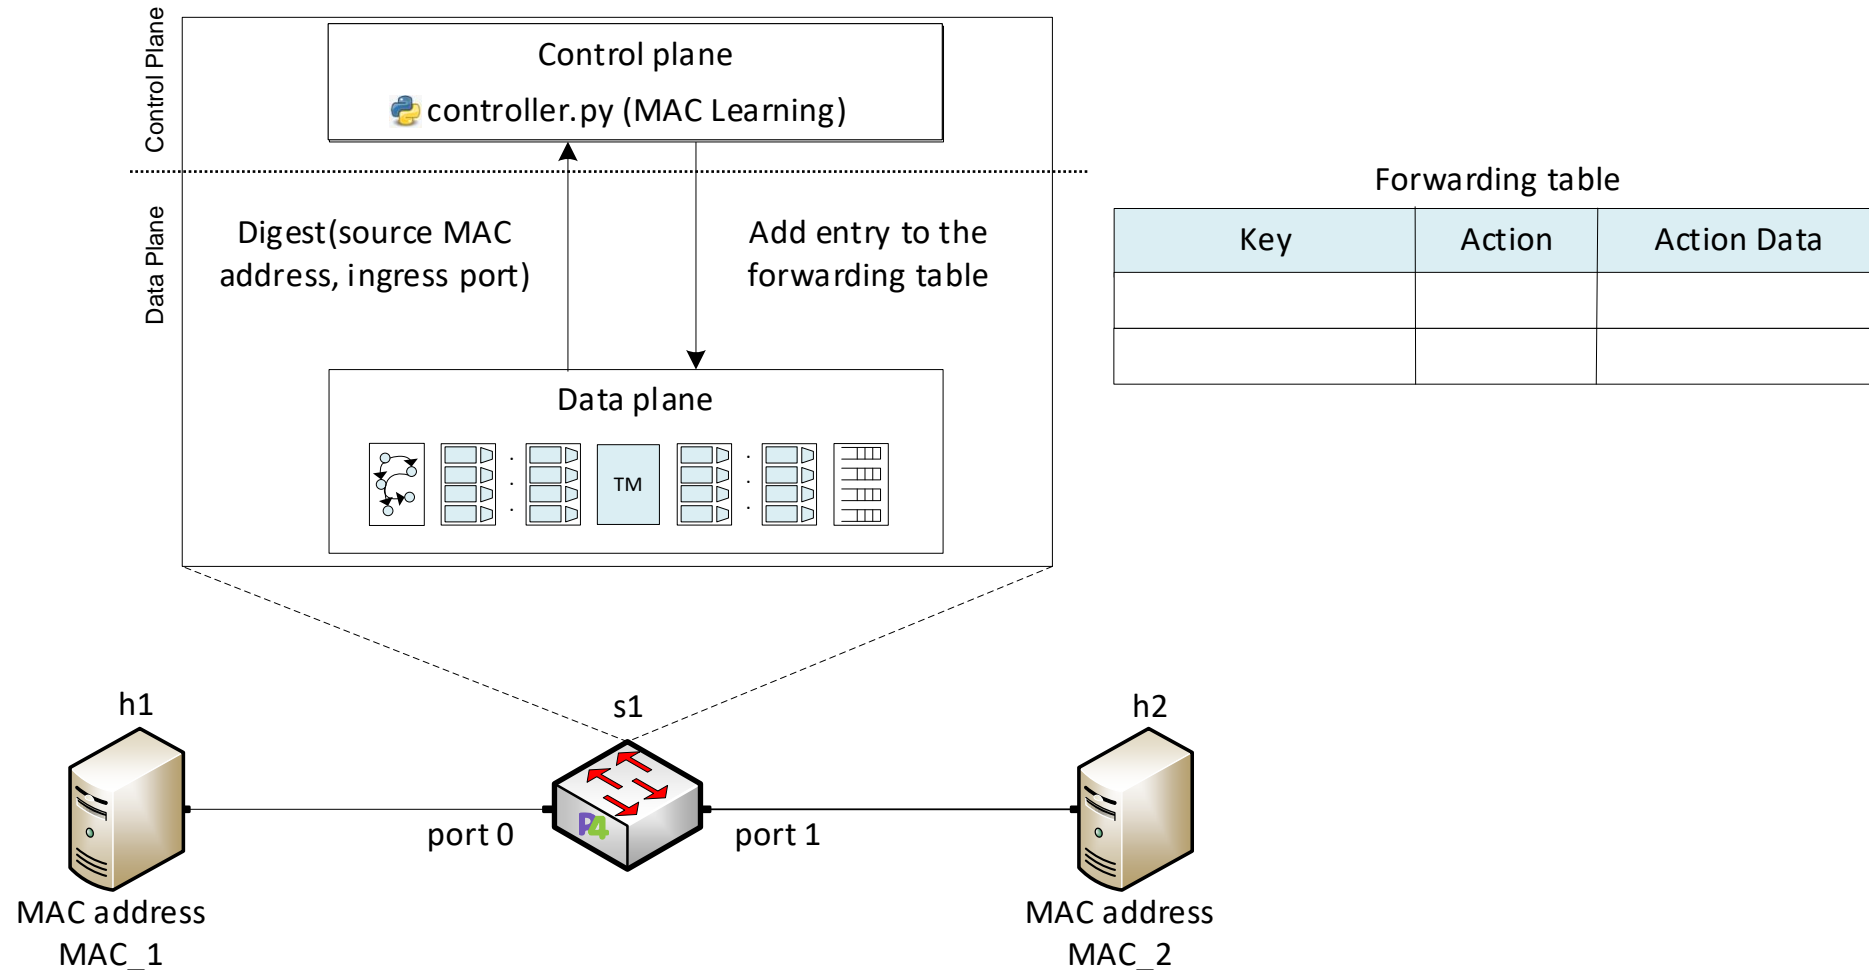 Control Plane
Control plane
controller.py (MAC Learning)
Data Plane
Digest(source MAC
address, ingress port)
Add entry to the
forwarding table
Data plane
TM
Forwarding table
Key Action Action Data
h1
s1
h2
P4
port 0
port 1
MAC address
MAC_1
MAC address
MAC_2